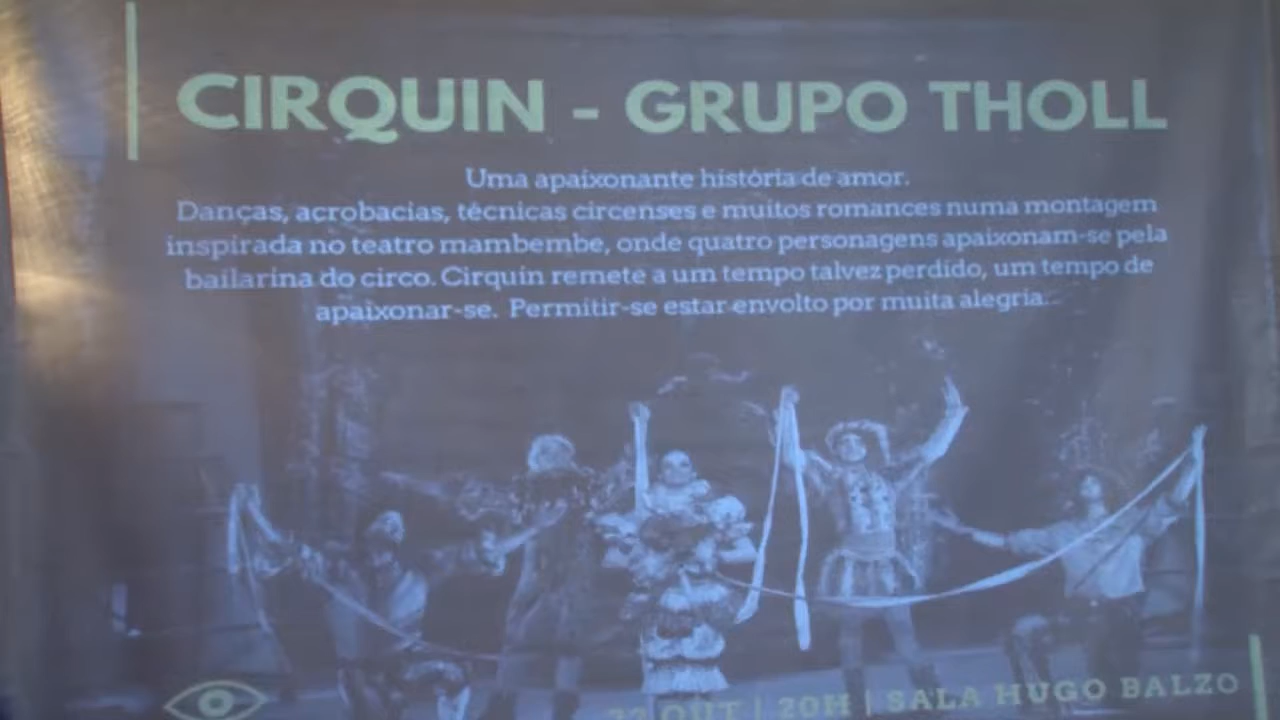 CIRQUIN - GRUPO THOLL
Uma apaixonante história de amor.
Danças, acrobacias, técnicas circenses e muitos romances numa montagem
inspirada no teatro mambembe, onde quatro personagens apaixonam-se pela
bailarina do circo. Cirquin remete a um tempo talvez perdido, um tempo de
apaixonar-se. Permitir-se estar envolto por muita alegria.
OUT | 20H | SALA HUGO BALZO